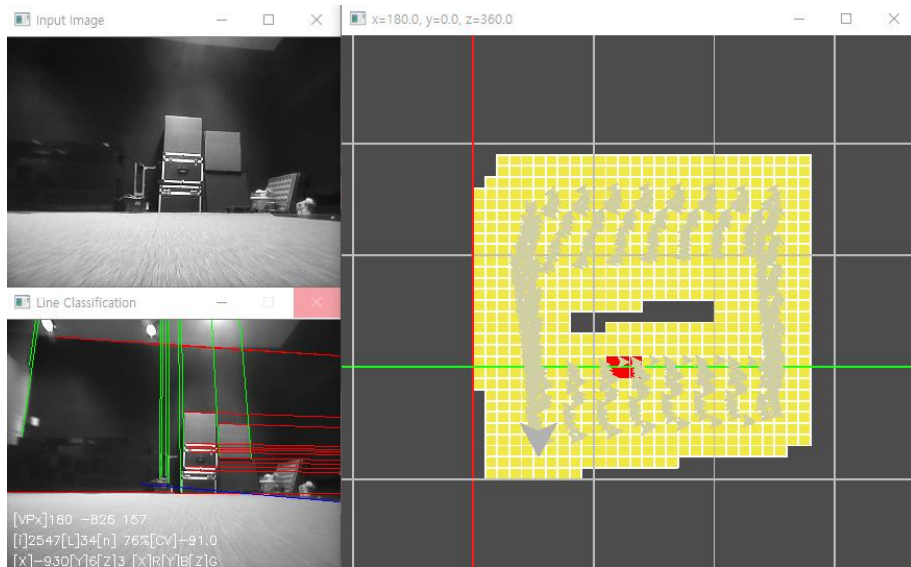 Input Image
x=180.0, y=0.0, z=360.0
Line Classification
[VPx]180 -826 157
[i]2547[L]34[n] 76%[CV]-91.0
[X]-930[Y]6[Z]3 [X]R[Y]B[Z]G